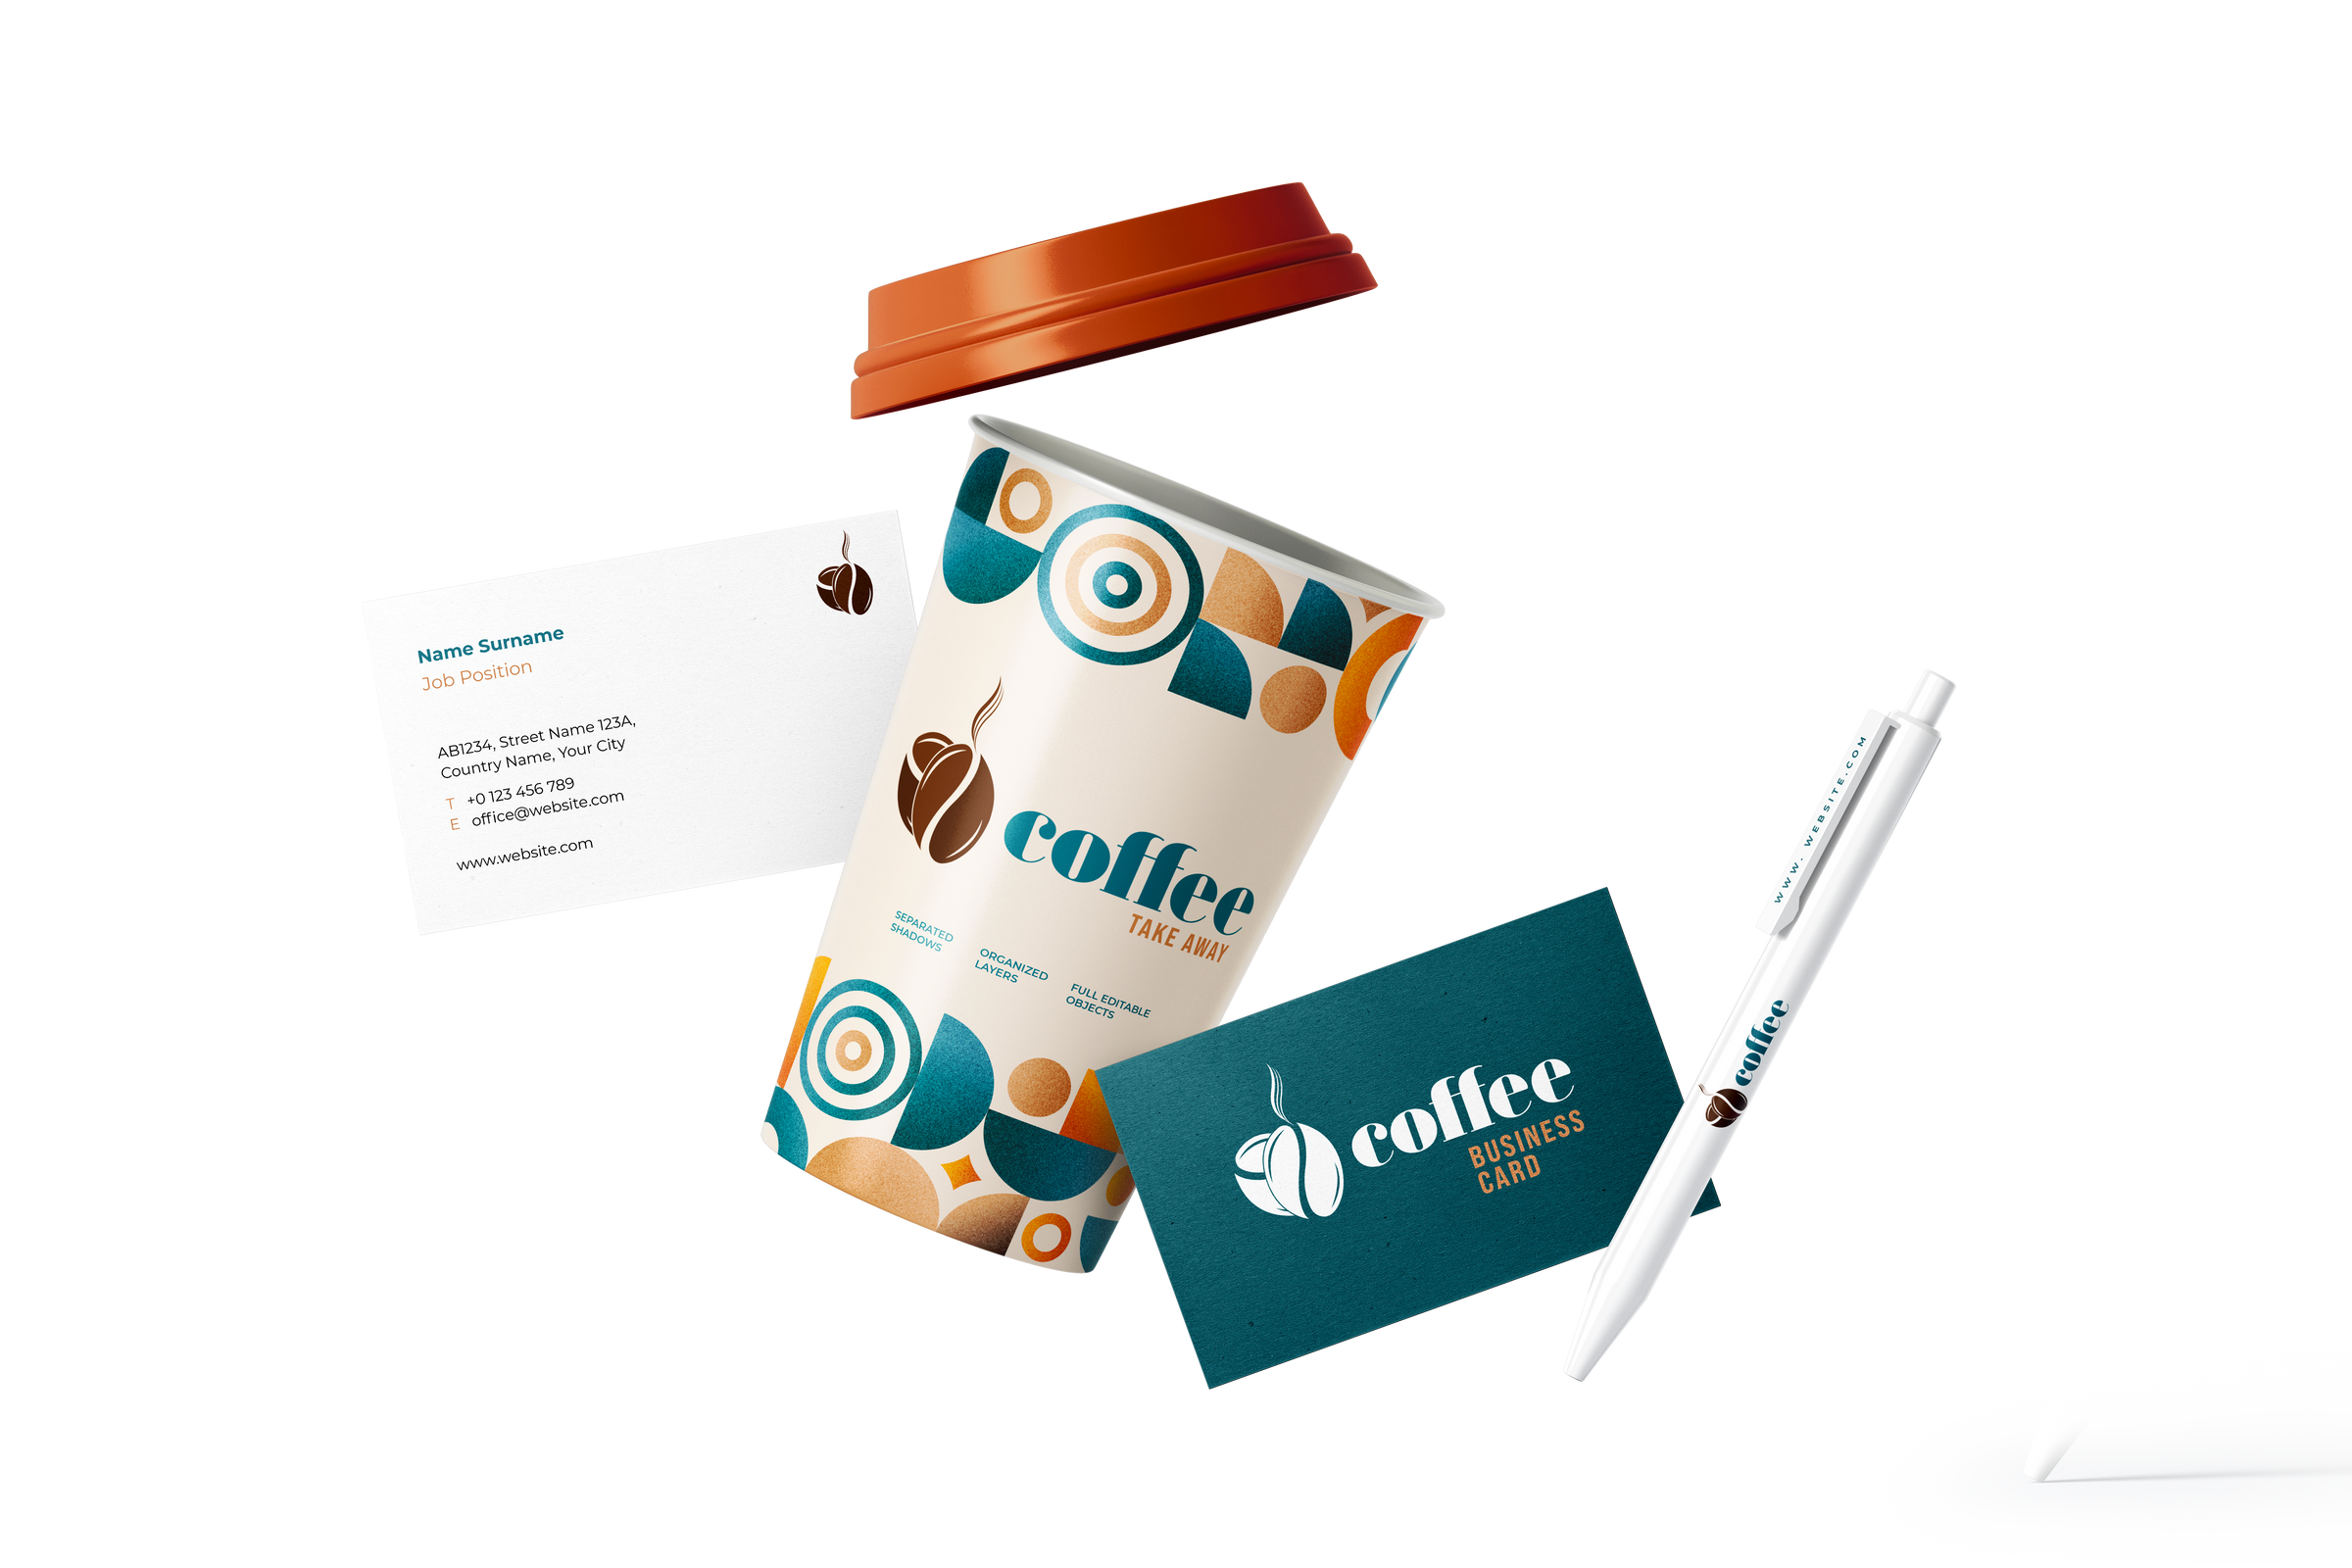 Name Surname
Job Position
AB1234, Street Name 123A,
Country Name, Your City
T +0 123 456 789
E office@website.com
www.website.com
coffee
TAKE AWAY
SEPARATED
SHADOWS
ORGANIZED
LAYERS
FULL EDITABLE
OBJECTS
coffee
BUSINESS
CARD
WWW. WEBSITE.COM
coffee